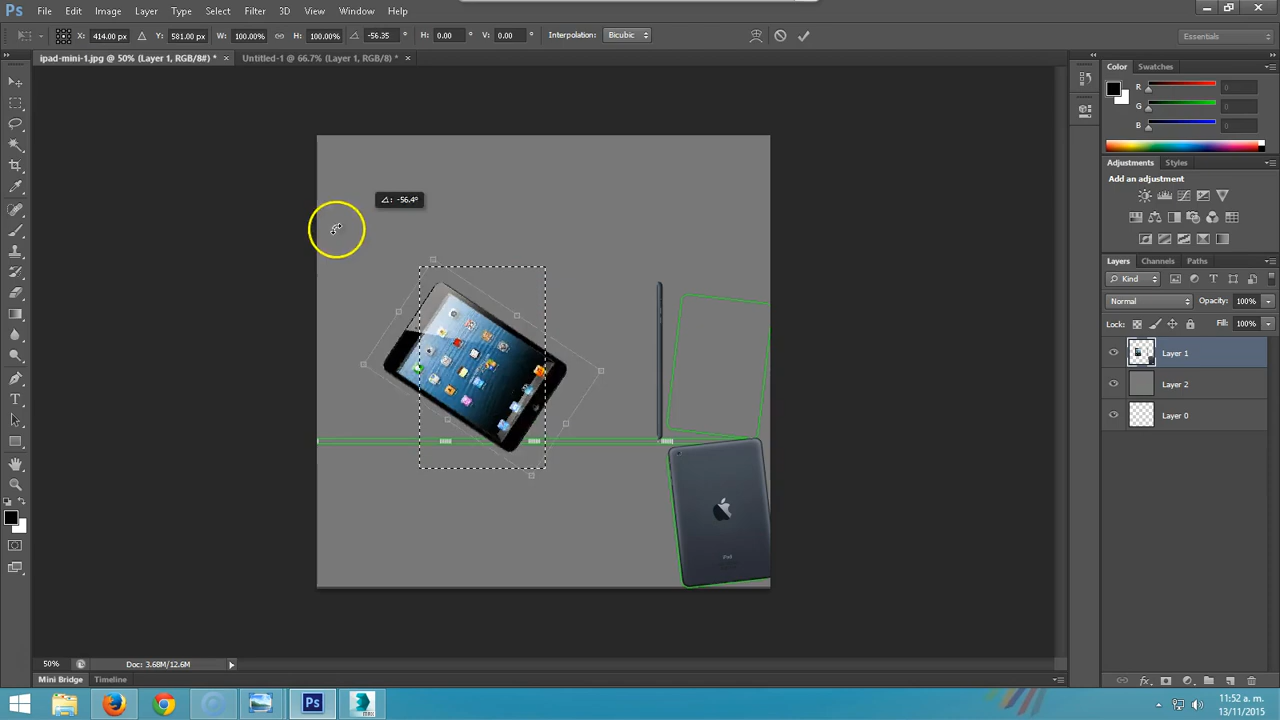 Ps File Edit Image Layer Type Select Filter 3D View Window Help
X: 414.00 px Y: 581.00 px W: 100.00% H: 100.00% -56.35 ° H: 0.00 ° V: 0.00 ° Interpolation: Bicubic Essentials
ipad-mini-1.jpg @ 50% (Layer 1, RGB/8#) * × Untitled-1 @ 66.7% (Layer 1, RGB/8) * ×
Color Swatches
R 0
G 0
B 0
Adjustments Styles
Add an adjustment
∠: -56.4°
Layers Channels Paths
Kind
Normal Opacity: 100%
Lock: Fill: 100%
Layer 1
Layer 2
Layer 0
iPad
50% Doc: 3.68M/12.6M
Mini Bridge Timeline
Ps
11:52 a. m.
13/11/2015